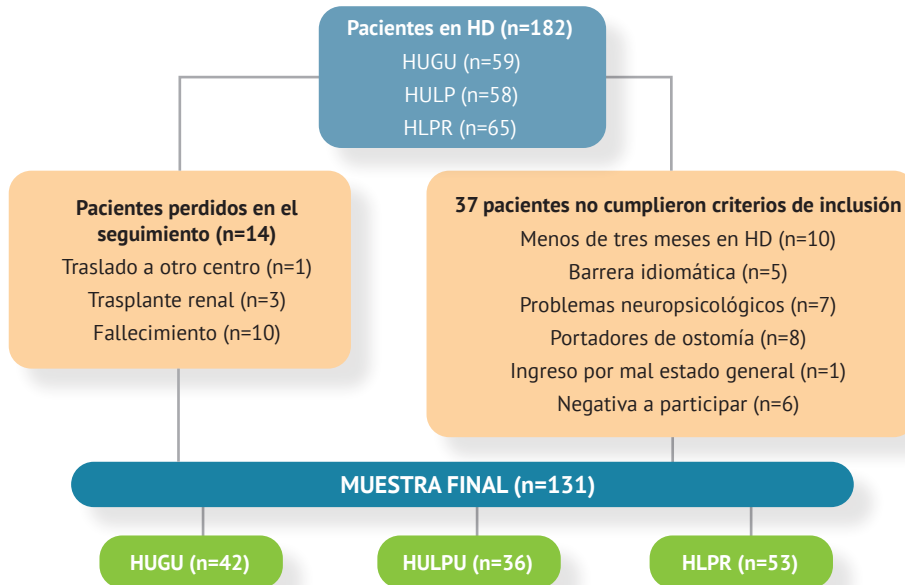 Pacientes en HD (n=182)
HUGU (n=59)
HULP (n=58)
HLPR (n=65)
Pacientes perdidos en el
seguimiento (n=14)
Traslado a otro centro (n=1)
Trasplante renal (n=3)
Fallecimiento (n=10)
37 pacientes no cumplieron criterios de inclusión
Menos de tres meses en HD (n=10)
Barrera idiomática (n=5)
Problemas neuropsicológicos (n=7)
Portadores de ostomía (n=8)
Ingreso por mal estado general (n=1)
Negativa a participar (n=6)
MUESTRA FINAL (n=131)
HUGU (n=42)
HULPU (n=36)
HLPR (n=53)